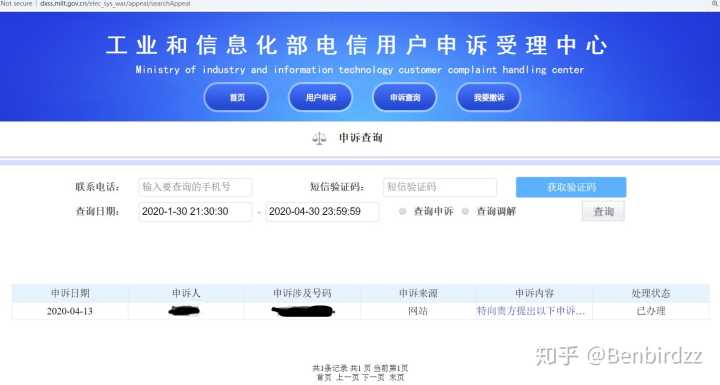 Not secure | dxss.miit.gov.cn/elec_sys_war/appeal/searchAppeal
工业和信息化部电信用户申诉受理中心
Ministry of industry and information technology customer complaint handling center
首页 用户申诉 申诉查询 我要撤诉
申诉查询
联系电话： 输入要查询的手机号 短信验证码： 短信验证码 获取验证码
查询日期： 2020-1-30 21:30:30 - 2020-04-30 23:59:59 查询申诉 查询调解 查询
申诉日期 申诉人 申诉涉及号码 申诉来源 申诉内容 处理状态
2020-04-13 网站 特向贵方提出以下申诉... 已办理
共1条记录 共1 页 当前第1页
首页 上一页 下一页 末页
知乎 @Benbirdzz